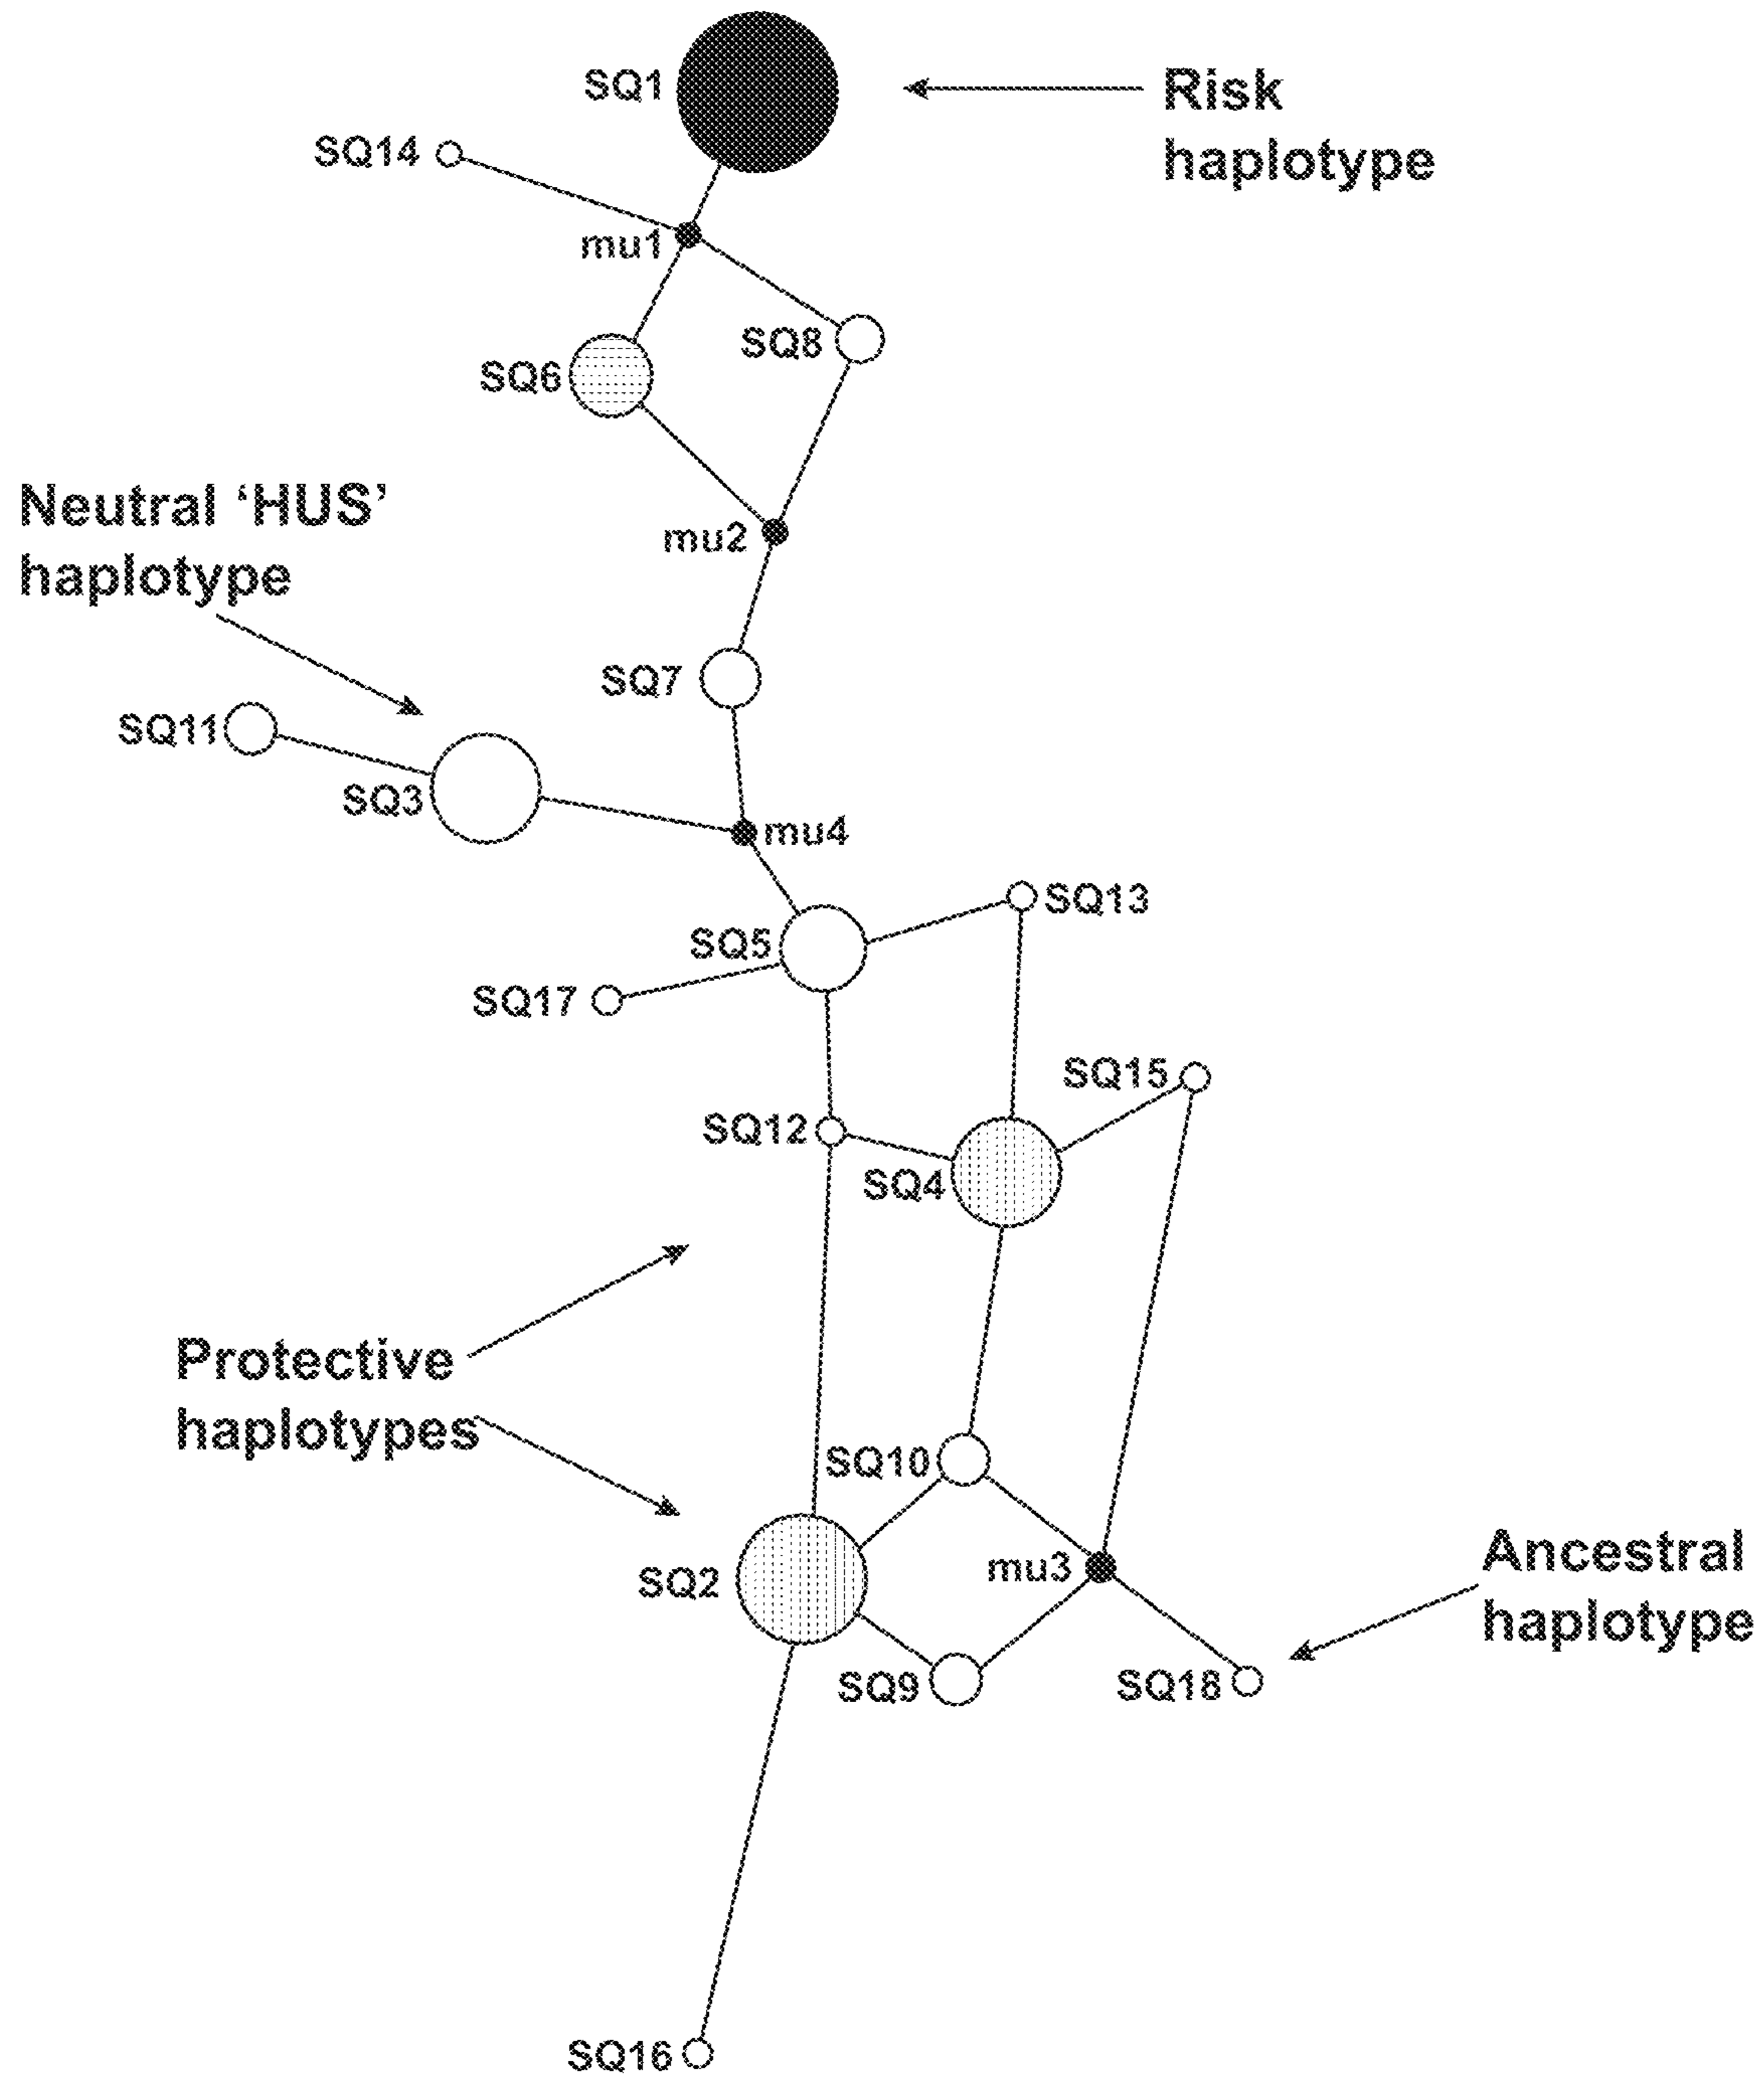 SQ1
Risk
haplotype
SQ14
mu1
SQ8
SQ6
Neutral ‘HUS’
haplotype
mu2
SQ7
SQ11
SQ3
mu4
SQ13
SQ5
SQ17
SQ15
SQ12
SQ4
Protective
haplotypes
SQ10
Ancestral
haplotype
mu3
SQ2
SQ9
SQ18
SQ16